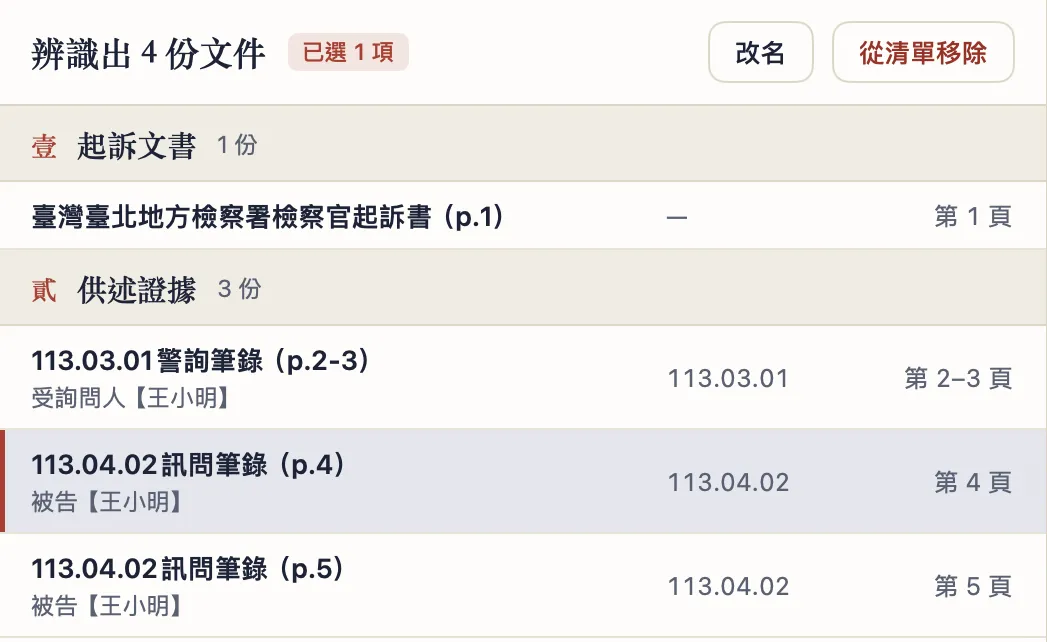 辨識出 4 份文件 已選 1 項 改名 從清單移除
壹 起訴文書 1 份
臺灣臺北地方檢察署檢察官起訴書（p.1） — 第 1 頁
貳 供述證據 3 份
113.03.01警詢筆錄（p.2-3） 113.03.01 第 2–3 頁
受詢問人【王小明】
113.04.02訊問筆錄（p.4） 113.04.02 第 4 頁
被告【王小明】
113.04.02訊問筆錄（p.5） 113.04.02 第 5 頁
被告【王小明】